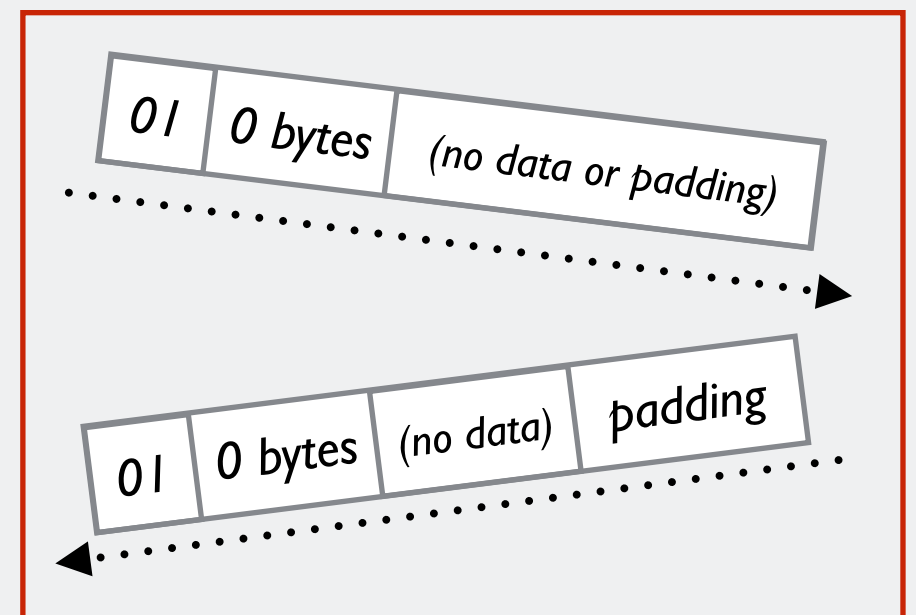 01 0 bytes (no data or padding)
01 0 bytes (no data) padding